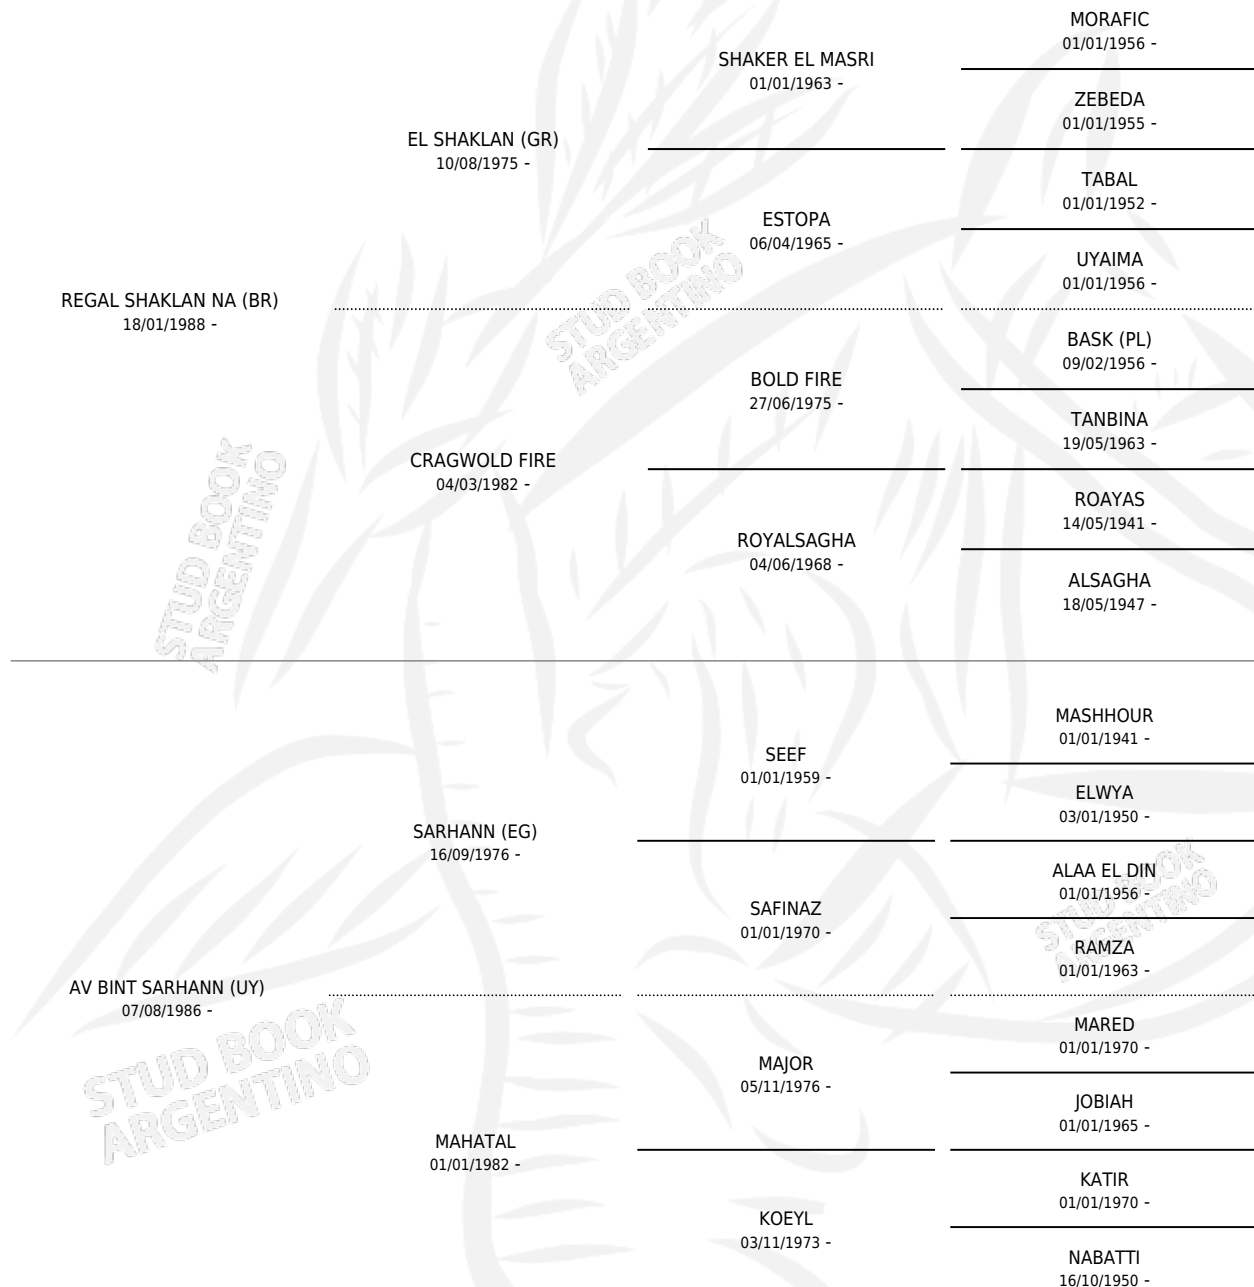 MORAFIC
01/01/1956 -
SHAKER EL MASRI
01/01/1963 -
ZEBEDA
01/01/1955 -
EL SHAKLAN (GR)
10/08/1975 -
TABAL
01/01/1952 -
ESTOPA
06/04/1965 -
UYAIMA
01/01/1956 -
REGAL SHAKLAN NA (BR)
18/01/1988 -
BASK (PL)
09/02/1956 -
BOLD FIRE
27/06/1975 -
TANBINA
19/05/1963 -
CRAGWOLD FIRE
04/03/1982 -
ROAYAS
14/05/1941 -
ROYALSAGHA
04/06/1968 -
ALSAGHA
18/05/1947 -
MASHHOUR
01/01/1941 -
SEEF
01/01/1959 -
ELWYA
03/01/1950 -
SARHANN (EG)
16/09/1976 -
ALAA EL DIN
01/01/1956 -
SAFINAZ
01/01/1970 -
RAMZA
01/01/1963 -
AV BINT SARHANN (UY)
07/08/1986 -
MARED
01/01/1970 -
MAJOR
05/11/1976 -
JOBIAH
01/01/1965 -
MAHATAL
01/01/1982 -
KATIR
01/01/1970 -
KOEYL
03/11/1973 -
NABATTI
16/10/1950 -
STUD BOOK
ARGENTINO
STUD BOOK
ARGENTINO
STUD BOOK
ARGENTINO
STUD BOOK
ARGENTINO